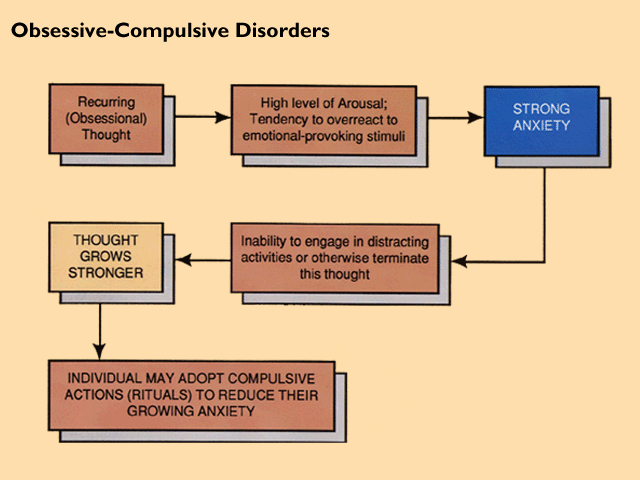 Obsessive-Compulsive Disorders
Recurring
(Obsessional)
Thought
High level of Arousal;
Tendency to overreact to
emotional-provoking stimuli
STRONG
ANXIETY
Inability to engage in distracting
activities or otherwise terminate
this thought
THOUGHT
GROWS
STRONGER
INDIVIDUAL MAY ADOPT COMPULSIVE
ACTIONS (RITUALS) TO REDUCE THEIR
GROWING ANXIETY